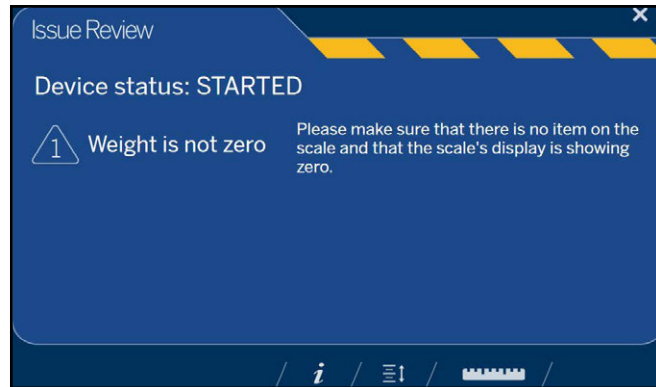 Issue Review
Device status: STARTED
1 Weight is not zero
Please make sure that there is no item on the
scale and that the scale's display is showing
zero.
i